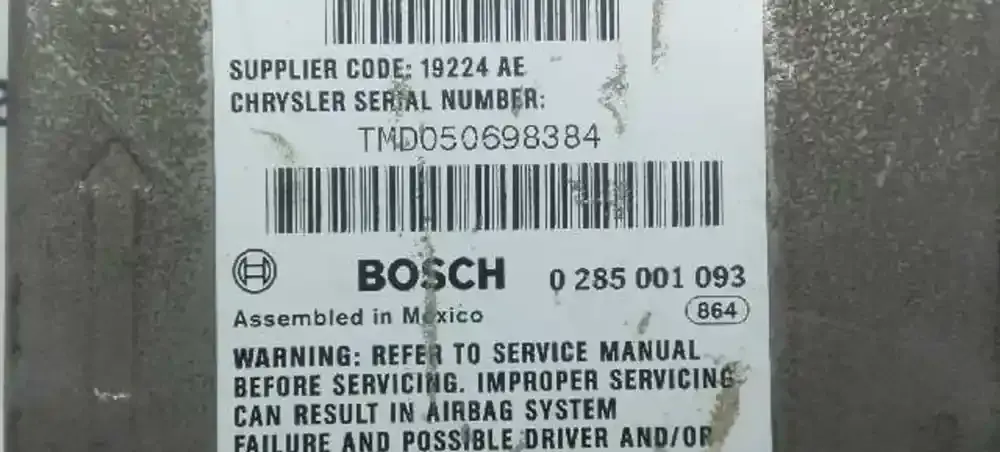 SUPPLIER CODE: 19224 AE
CHRYSLER SERIAL NUMBER:
TMD050698384
BOSCH 0 285 001 093
Assembled in Mexico 864
WARNING: REFER TO SERVICE MANUAL
BEFORE SERVICING. IMPROPER SERVICING
CAN RESULT IN AIRBAG SYSTEM
FAILURE AND POSSIBLE DRIVER AND/OR